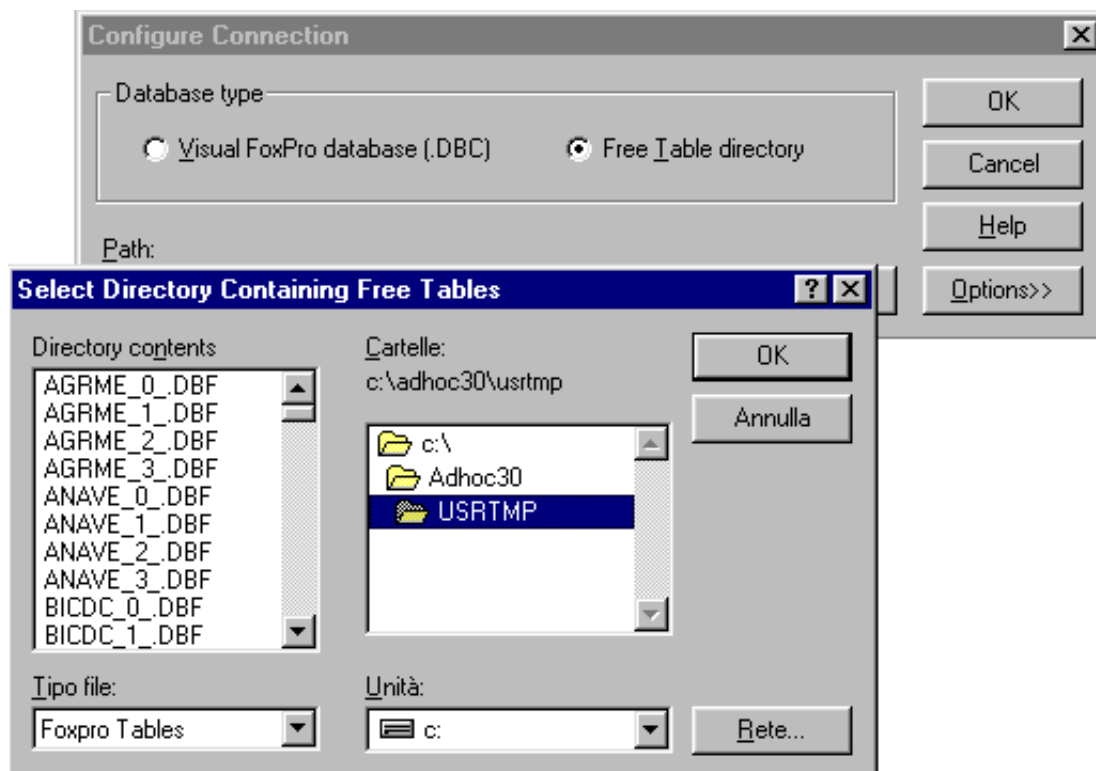 Configure Connection
Database type
Visual FoxPro database (.DBC)
Free Table directory
OK
Cancel
Help
Options>>
Path:
Select Directory Containing Free Tables
Directory contents
AGRME_0_.DBF
AGRME_1_.DBF
AGRME_2_.DBF
AGRME_3_.DBF
ANAVE_0_.DBF
ANAVE_1_.DBF
ANAVE_2_.DBF
ANAVE_3_.DBF
BICDC_0_.DBF
BICDC_1_.DBF
Cartelle:
c:\adhoc30\usrtmp
c:\
Adhoc30
USRTMP
OK
Annulla
Tipo file:
Foxpro Tables
Unità:
c:
Rete...